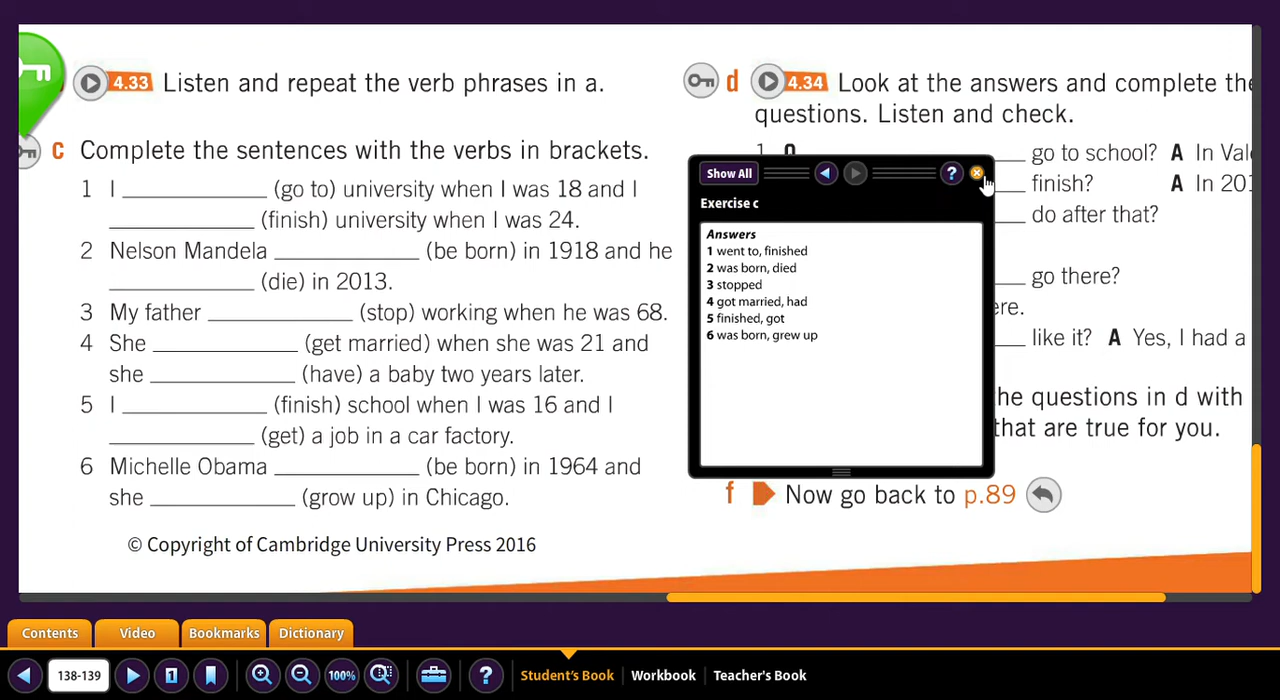 4.33 Listen and repeat the verb phrases in a.
c Complete the sentences with the verbs in brackets.
1 I ____________ (go to) university when I was 18 and I
____________ (finish) university when I was 24.
2 Nelson Mandela ____________ (be born) in 1918 and he
____________ (die) in 2013.
3 My father ____________ (stop) working when he was 68.
4 She ____________ (get married) when she was 21 and
she ____________ (have) a baby two years later.
5 I ____________ (finish) school when I was 16 and I
____________ (get) a job in a car factory.
6 Michelle Obama ____________ (be born) in 1964 and
she ____________ (grow up) in Chicago.
© Copyright of Cambridge University Press 2016
d 4.34 Look at the answers and complete the
questions. Listen and check.
1 Q
go to school? A In
finish? A In
do after that?
go there?
like it? A Yes, I had a
the questions in d with
that are true for you.
f Now go back to p.89
Show All ?
Exercise c
Answers
1 went to, finished
2 was born, died
3 stopped
4 got married, had
5 finished, got
6 was born, grew up
Contents Video Bookmarks Dictionary
138-139 1 100% ? Student's Book Workbook Teacher's Book